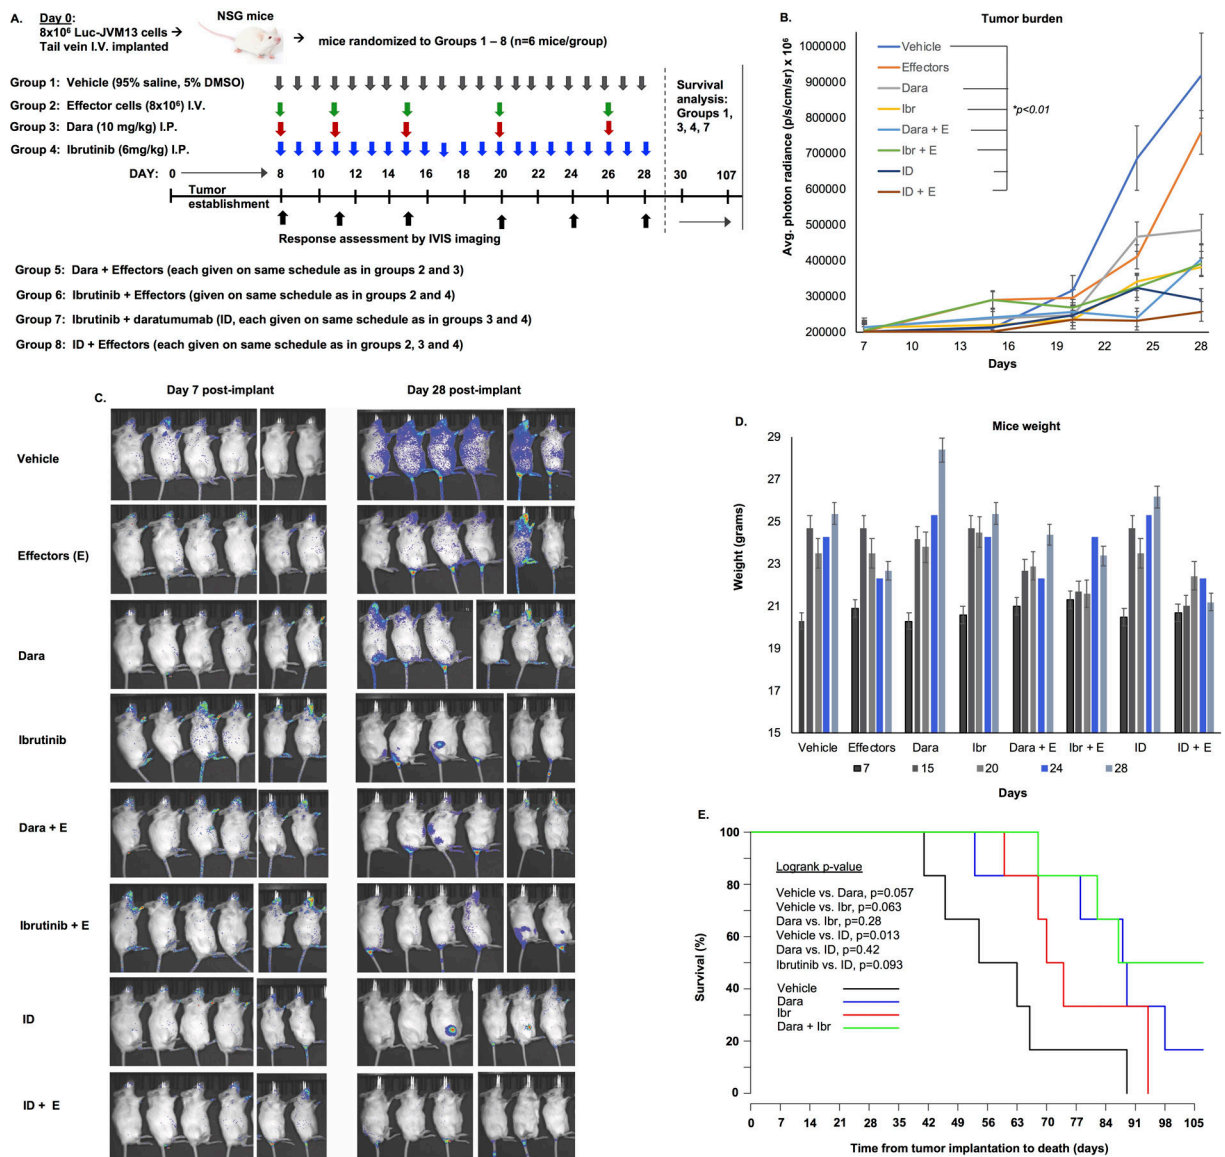 A.
Day 0:
8x10⁶ Luc-JVM13 cells →
Tail vein I.V. implanted
NSG mice
→ mice randomized to Groups 1 – 8 (n=6 mice/group)
Group 1: Vehicle (95% saline, 5% DMSO)
Group 2: Effector cells (8x10⁶) I.V.
Group 3: Dara (10 mg/kg) I.P.
Group 4: Ibrutinib (6mg/kg) I.P.
Survival
analysis:
Groups 1,
3, 4, 7
DAY: 0 8 10 12 14 16 18 20 22 24 26 28 30 107
Tumor
establishment
Response assessment by IVIS imaging
Group 5: Dara + Effectors (each given on same schedule as in groups 2 and 3)
Group 6: Ibrutinib + Effectors (given on same schedule as in groups 2 and 4)
Group 7: Ibrutinib + daratumumab (ID, each given on same schedule as in groups 3 and 4)
Group 8: ID + Effectors (each given on same schedule as in groups 2, 3 and 4)
B.
Tumor burden
Avg. photon radiance (p/s/cm/sr) x 10⁶
1000000
900000
800000
700000
600000
500000
400000
300000
200000
Vehicle
Effectors
Dara
Ibr
Dara + E
Ibr + E
ID
ID + E
*p<0.01
7 10 13 15 19 22 25 28
Days
C.
Day 7 post-implant
Day 28 post-implant
Vehicle
Effectors (E)
Dara
Ibrutinib
Dara + E
Ibrutinib + E
ID
ID + E
D.
Mice weight
Weight (grams)
29
27
25
23
21
19
17
15
Vehicle Effectors Dara Ibr Dara + E Ibr + E ID ID + E
7 15 20 24 28
Days
E.
Survival (%)
100
80
60
40
20
0
Logrank p-value
Vehicle vs. Dara, p=0.057
Vehicle vs. Ibr, p=0.063
Dara vs. Ibr, p=0.28
Vehicle vs. ID, p=0.013
Dara vs. ID, p=0.42
Ibrutinib vs. ID, p=0.093
Vehicle
Dara
Ibr
Dara + Ibr
0 7 14 21 28 35 42 49 56 63 70 77 84 91 98 105
Time from tumor implantation to death (days)